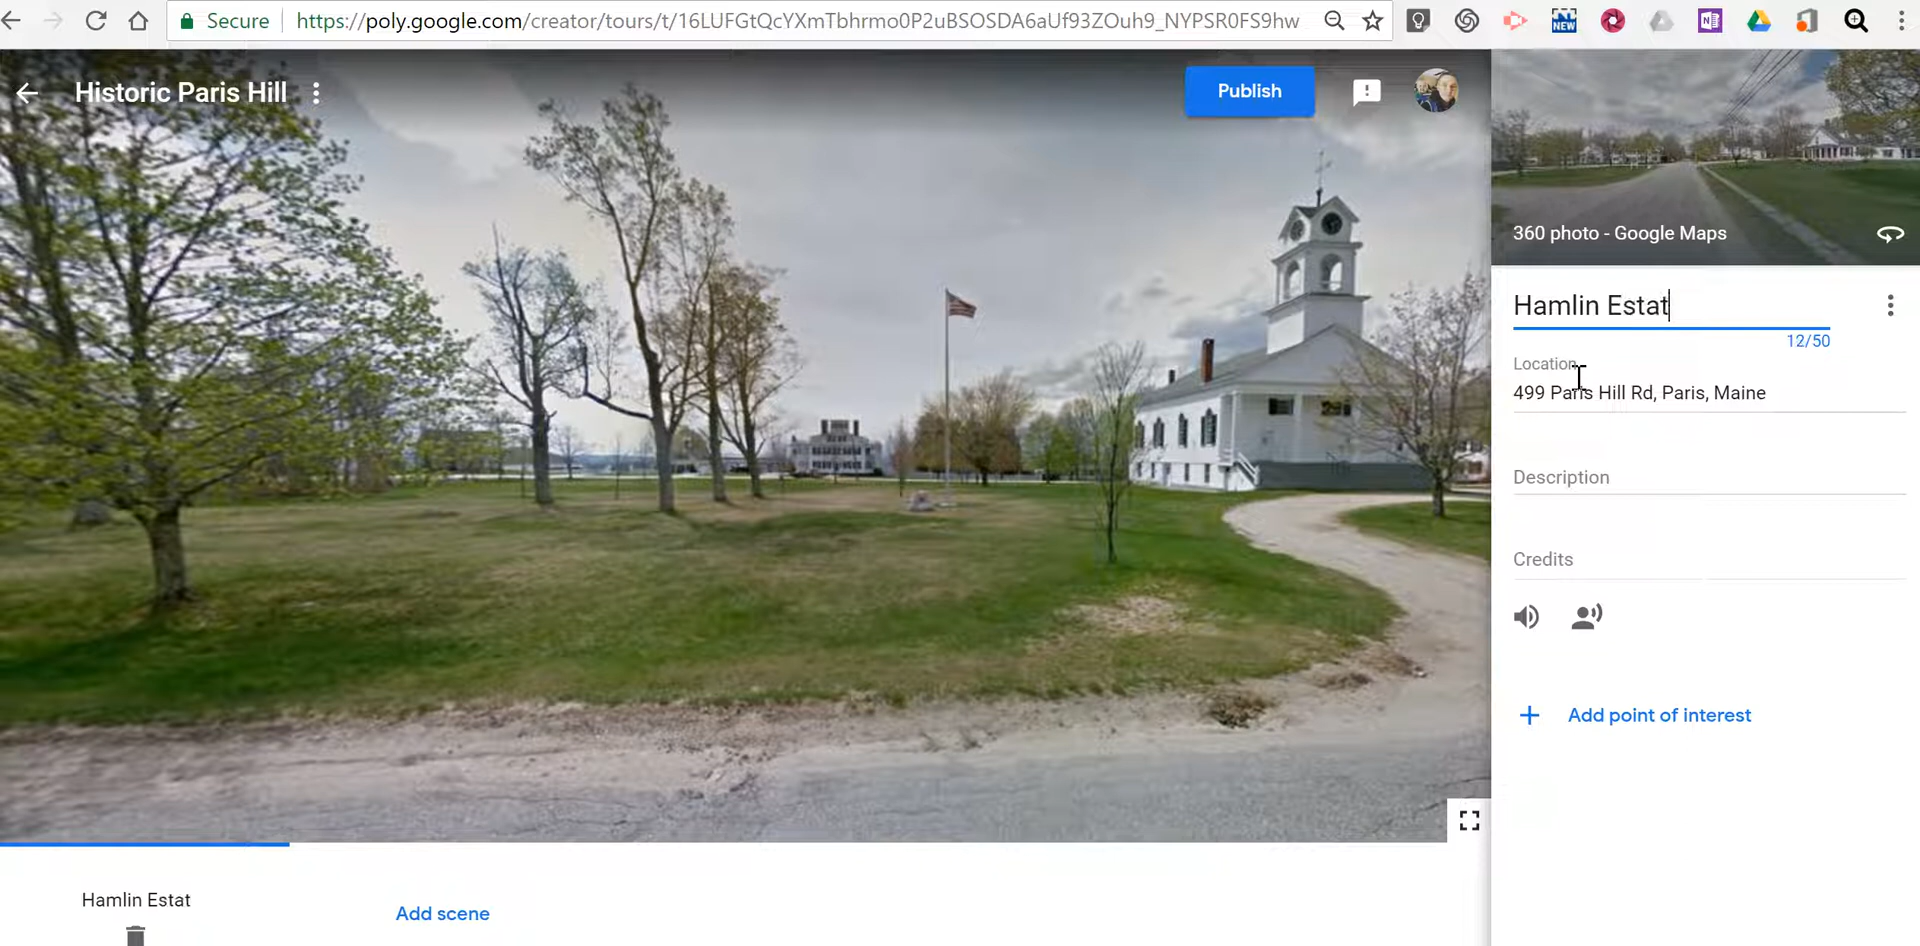 Secure https://poly.google.com/creator/tours/t/16LUFGtQcYXmTbhrmo0P2uBSOSDA6aUf93ZOuh9_NYPSR0FS9hw
NEW
Historic Paris Hill
Publish
360 photo - Google Maps
Hamlin Estat
12/50
Location
499 Paris Hill Rd, Paris, Maine
Description
Credits
+ Add point of interest
Hamlin Estat
Add scene